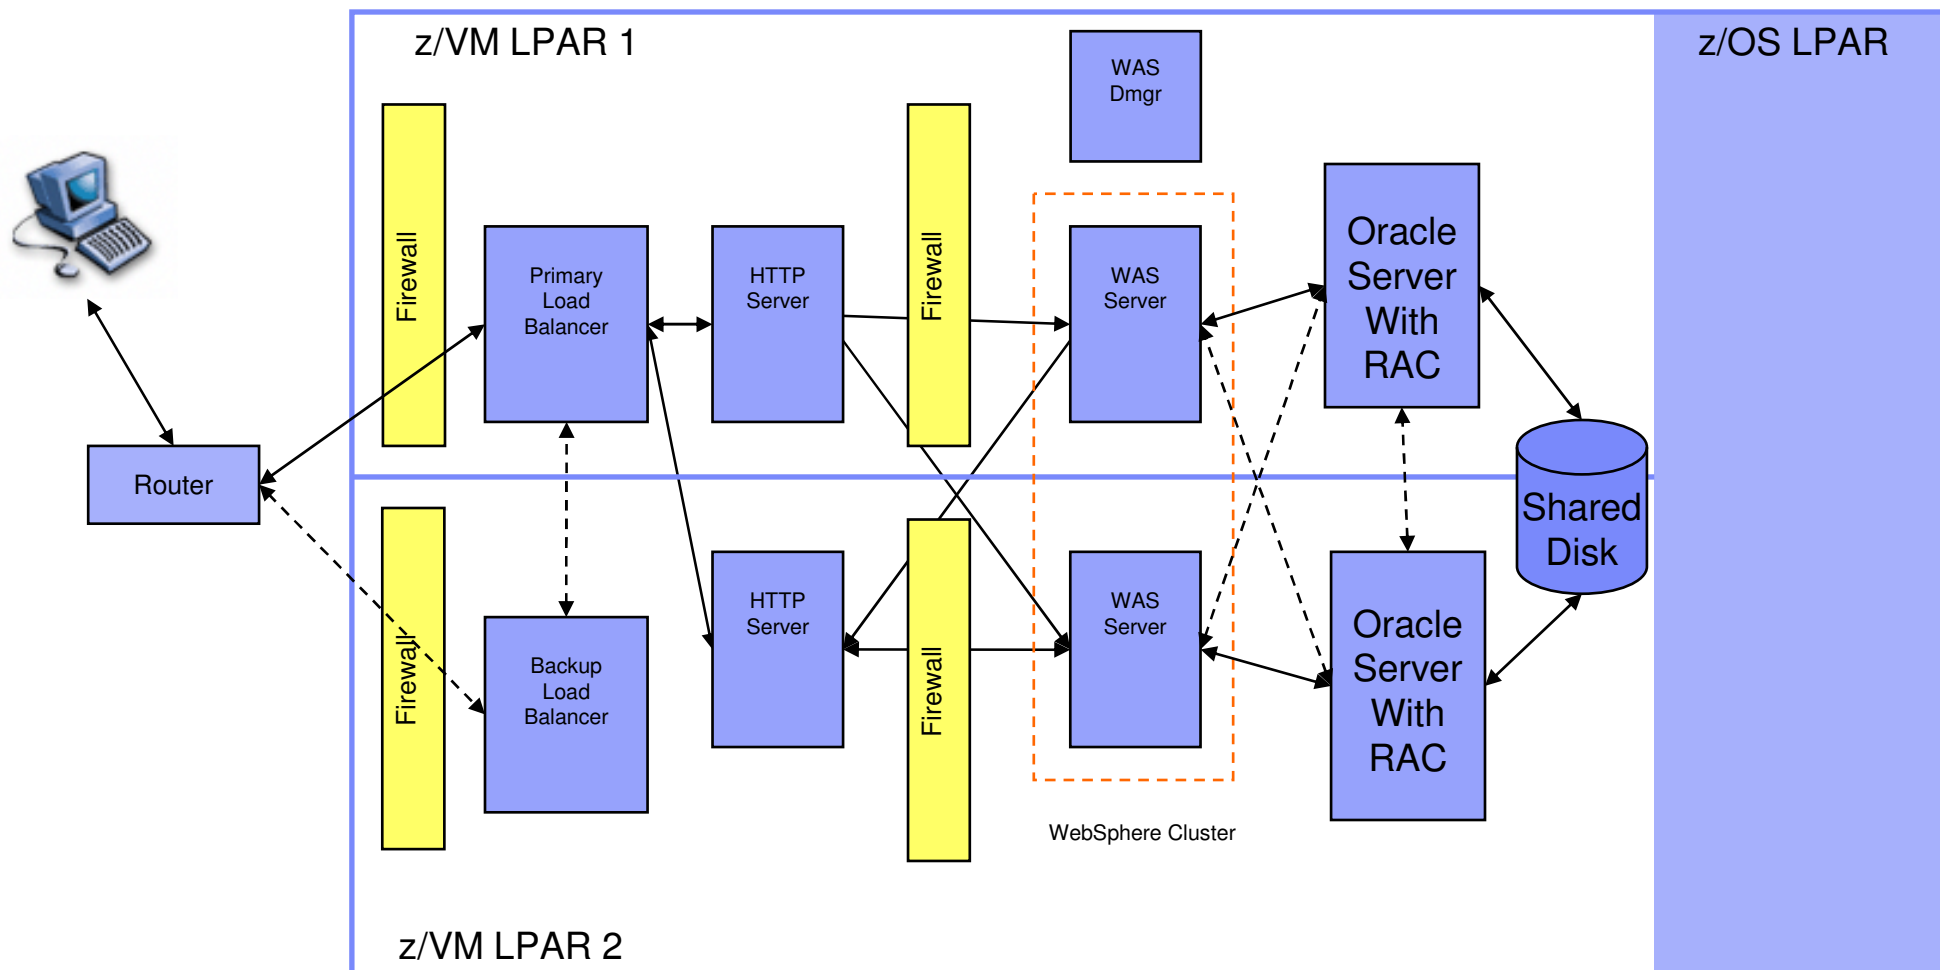 z/VM LPAR 1
z/OS LPAR
WAS
Dmgr
Firewall
Primary
Load
Balancer
HTTP
Server
Firewall
WAS
Server
Oracle
Server
With
RAC
Router
Shared
Disk
Firewall
Backup
Load
Balancer
HTTP
Server
Firewall
WAS
Server
Oracle
Server
With
RAC
WebSphere Cluster
z/VM LPAR 2